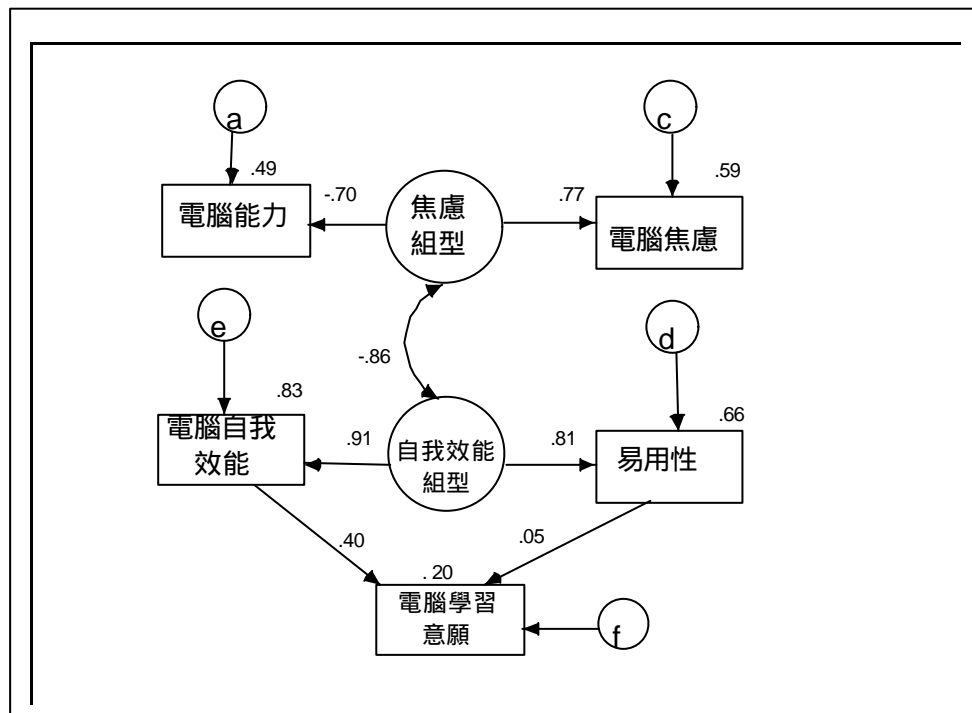 a
c
.49
.59
電腦能力
-.70
焦慮
組型
.77
電腦焦慮
e
-.86
d
.83
.66
電腦自我
效能
.91
自我效能
組型
.81
易用性
.40
.05
. 20
電腦學習
意願
f